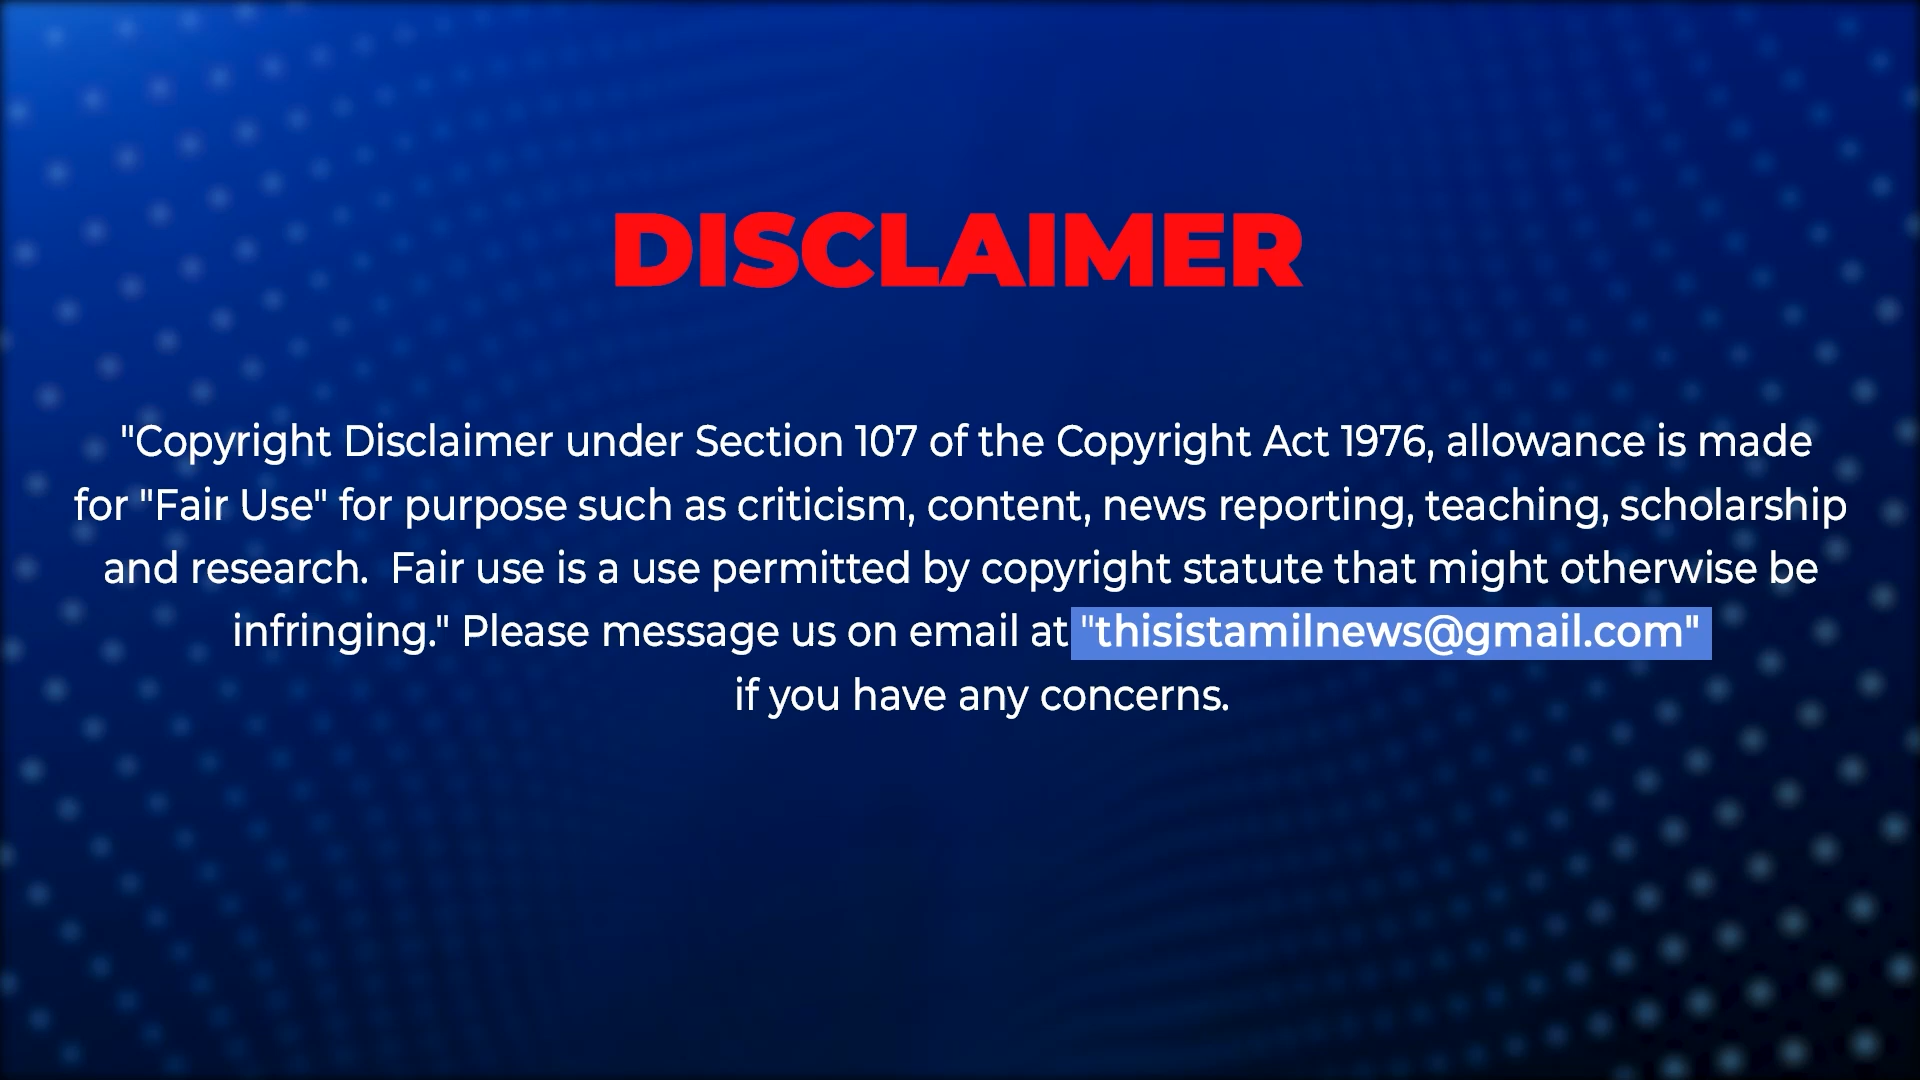 DISCLAIMER
"Copyright Disclaimer under Section 107 of the Copyright Act 1976, allowance is made
for "Fair Use" for purpose such as criticism, content, news reporting, teaching, scholarship
and research.  Fair use is a use permitted by copyright statute that might otherwise be
infringing." Please message us on email at "thisistamilnews@gmail.com"
if you have any concerns.